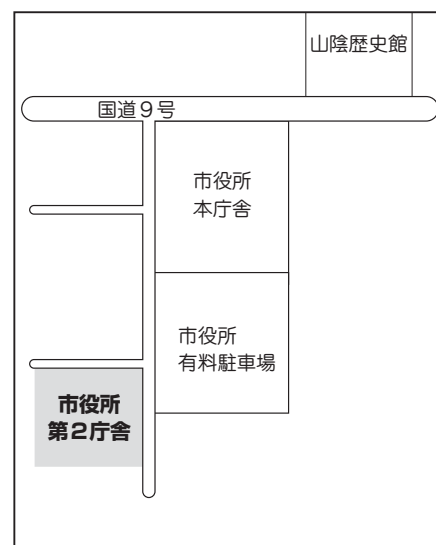 山陰歴史館
国道９号
市役所
本庁舎
市役所
有料駐車場
市役所
第２庁舎